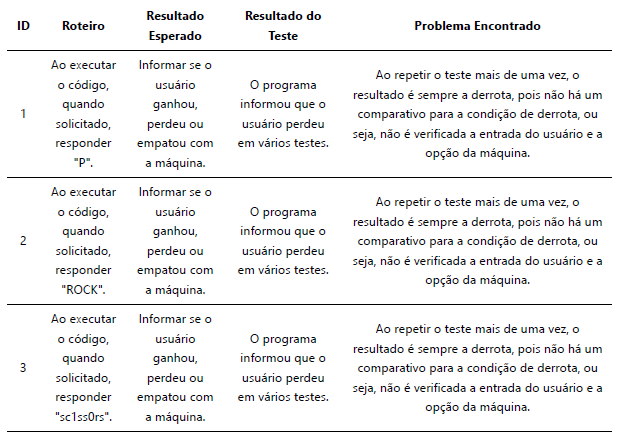 ID Roteiro Resultado Esperado Resultado do Teste Problema Encontrado
1
Ao executar
o código,
quando
solicitado,
responder
"P".
Informar se o
usuário
ganhou,
perdeu ou
empatou com
a máquina.
O programa
informou que o
usuário perdeu
em vários testes.
Ao repetir o teste mais de uma vez, o
resultado é sempre a derrota, pois não há um
comparativo para a condição de derrota, ou
seja, não é verificada a entrada do usuário e a
opção da máquina.
2
Ao executar
o código,
quando
solicitado,
responder
"ROCK".
Informar se o
usuário
ganhou,
perdeu ou
empatou com
a máquina.
O programa
informou que o
usuário perdeu
em vários testes.
Ao repetir o teste mais de uma vez, o
resultado é sempre a derrota, pois não há um
comparativo para a condição de derrota, ou
seja, não é verificada a entrada do usuário e a
opção da máquina.
3
Ao executar
o código,
quando
solicitado,
responder
"sc1ss0rs".
Informar se o
usuário
ganhou,
perdeu ou
empatou com
a máquina.
O programa
informou que o
usuário perdeu
em vários testes.
Ao repetir o teste mais de uma vez, o
resultado é sempre a derrota, pois não há um
comparativo para a condição de derrota, ou
seja, não é verificada a entrada do usuário e a
opção da máquina.